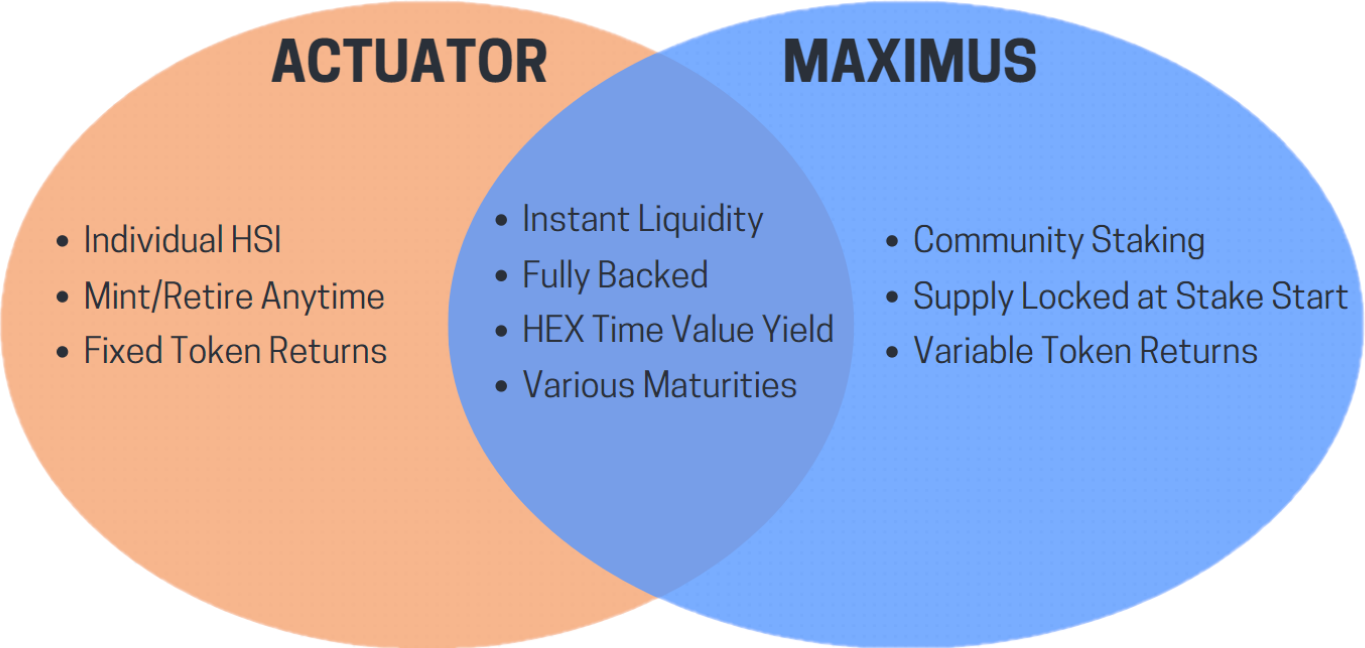 ACTUATOR
MAXIMUS
• Individual HSI
• Mint/Retire Anytime
• Fixed Token Returns
• Instant Liquidity
• Fully Backed
• HEX Time Value Yield
• Various Maturities
• Community Staking
• Supply Locked at Stake Start
• Variable Token Returns